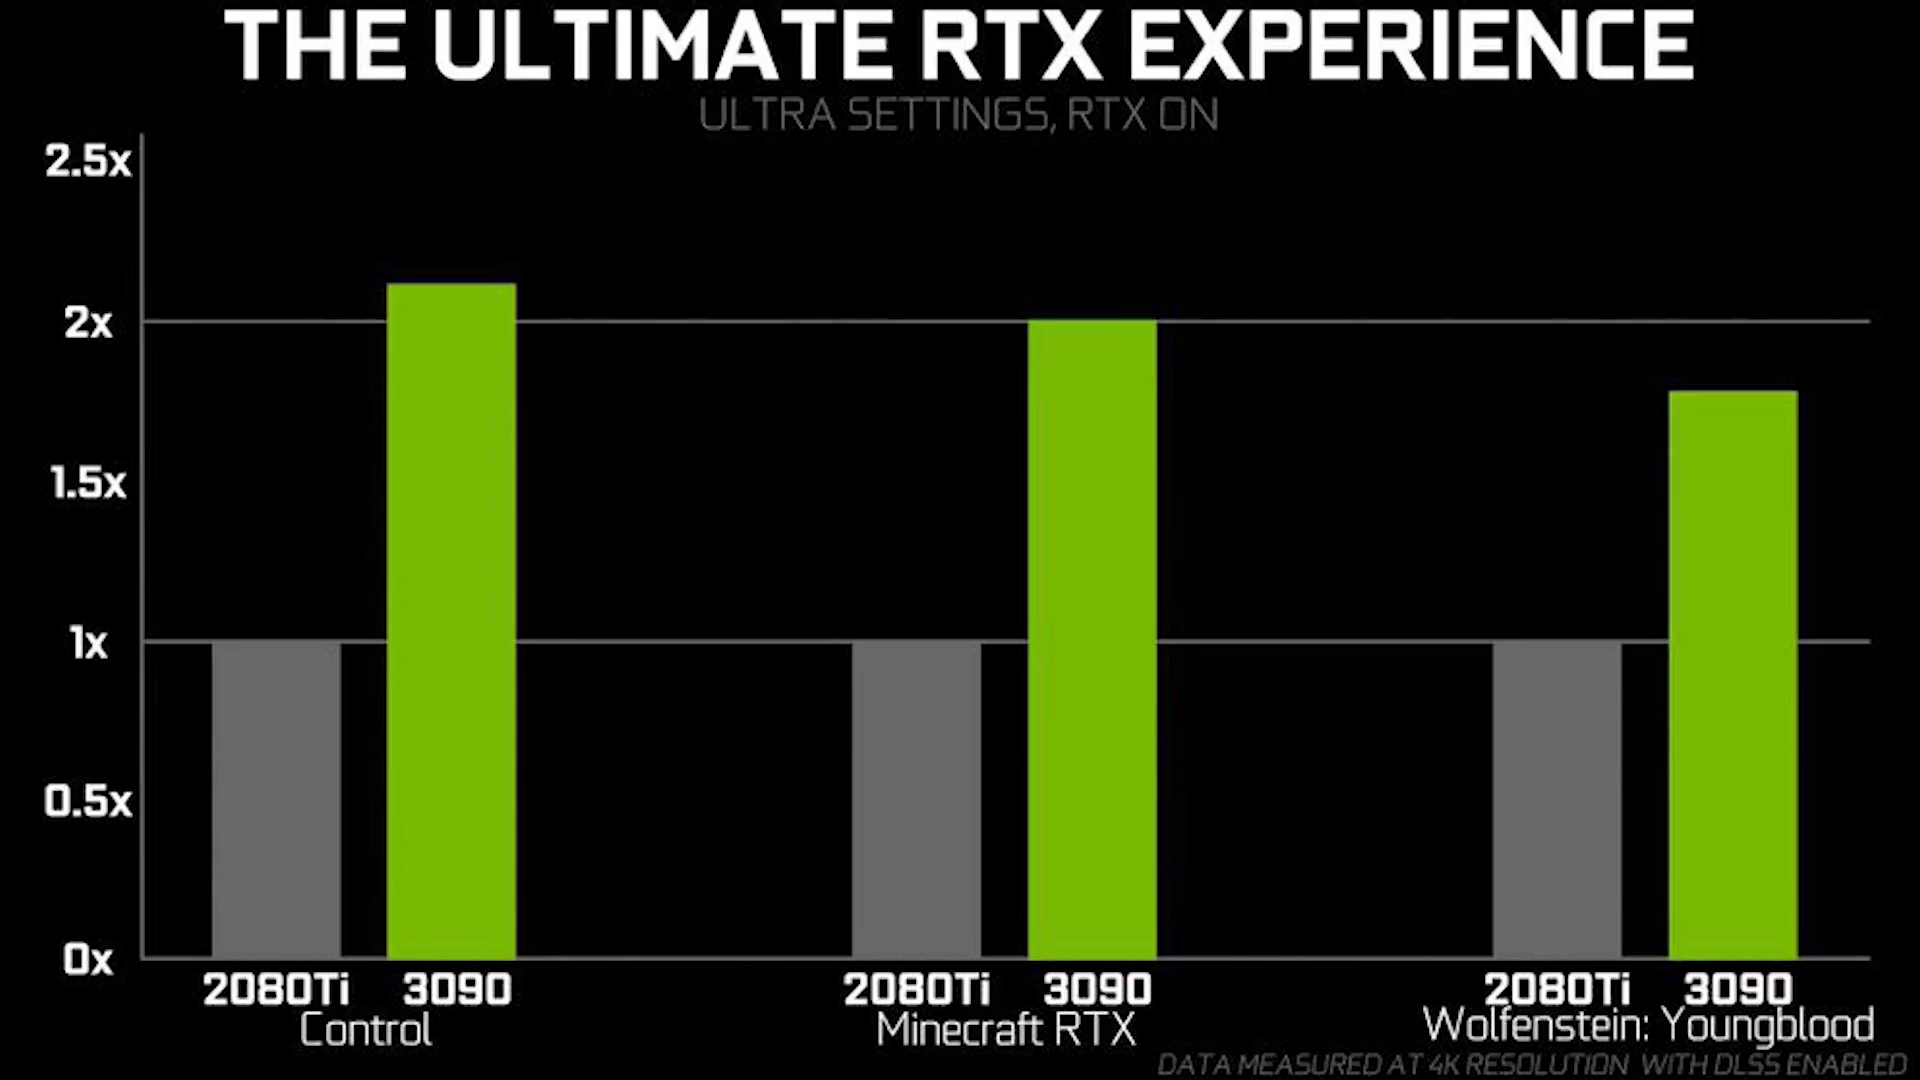 THE ULTIMATE RTX EXPERIENCE
ULTRA SETTINGS, RTX ON
2.5x
2x
1.5x
1x
0.5x
0x
2080Ti 3090 2080Ti 3090 2080Ti 3090
Control Minecraft RTX Wolfenstein: Youngblood
DATA MEASURED AT 4K RESOLUTION WITH DLSS ENABLED